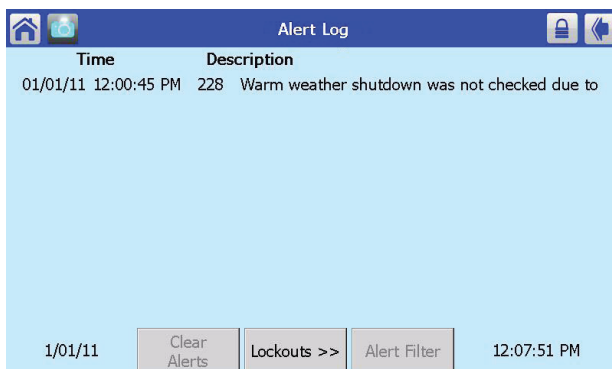 Alert Log
Time Description
01/01/11 12:00:45 PM 228 Warm weather shutdown was not checked due to
1/01/11 Clear Alerts Lockouts >> Alert Filter 12:07:51 PM